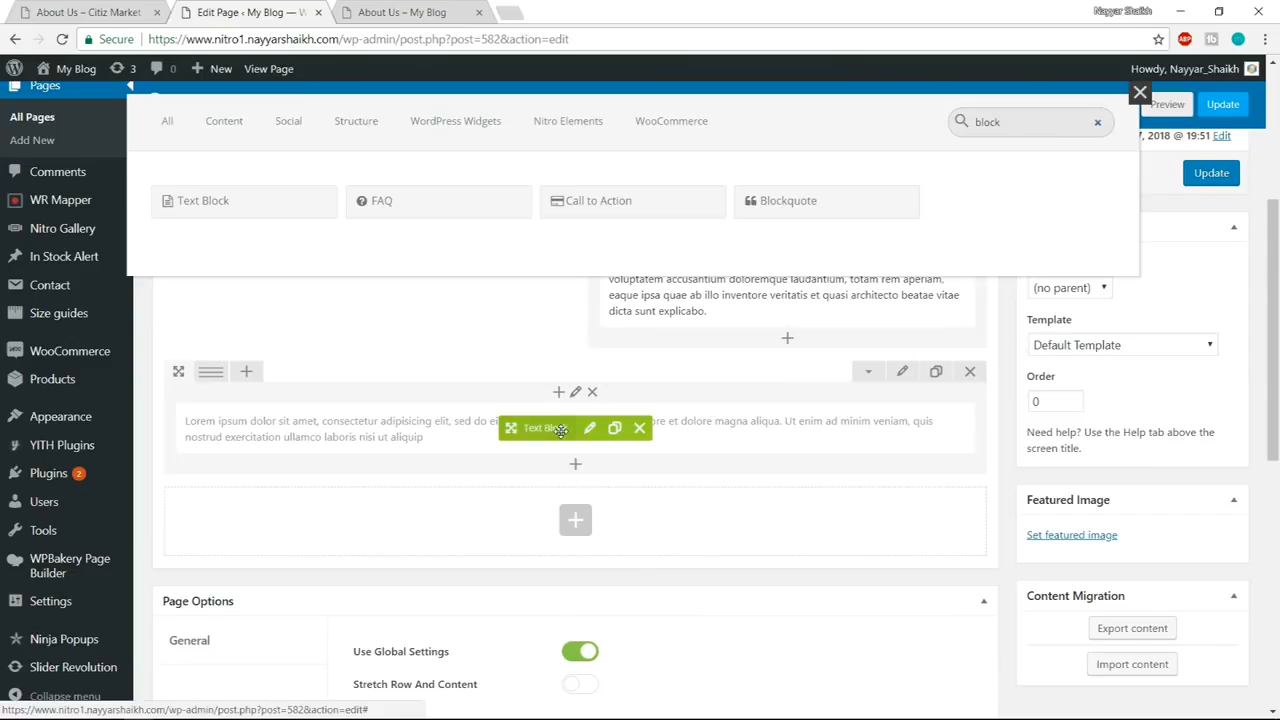 About Us – Citiz Market
Edit Page ‹ My Blog — W
About Us – My Blog
Nayyar Shaikh
Secure
https://www.nitro1.nayyarshaikh.com/wp-admin/post.php?post=582&action=edit
ABP
My Blog
3
0
New
View Page
Howdy, Nayyar_Shaikh
Pages
All Pages
Add New
Comments
WR Mapper
Nitro Gallery
In Stock Alert
Contact
Size guides
WooCommerce
Products
Appearance
YITH Plugins
Plugins 2
Users
Tools
WPBakery Page
Builder
Settings
Ninja Popups
Slider Revolution
Collapse menu
All
Content
Social
Structure
WordPress Widgets
Nitro Elements
WooCommerce
block
Preview
Update
Text Block
FAQ
Call to Action
Blockquote
7, 2018 @ 19:51 Edit
Update
voluptatem accusantium doloremque laudantium, totam rem aperiam,
eaque ipsa quae ab illo inventore veritatis et quasi architecto beatae vitae
dicta sunt explicabo.
Lorem ipsum dolor sit amet, consectetur adipisicing elit, sed do ei
re et dolore magna aliqua. Ut enim ad minim veniam, quis
nostrud exercitation ullamco laboris nisi ut aliquip
Text
(no parent)
Template
Default Template
Order
0
Need help? Use the Help tab above the
screen title.
Featured Image
Set featured image
Content Migration
Export content
Import content
Page Options
General
Use Global Settings
Stretch Row And Content
https://www.nitro1.nayyarshaikh.com/wp-admin/post.php?post=582&action=edit#